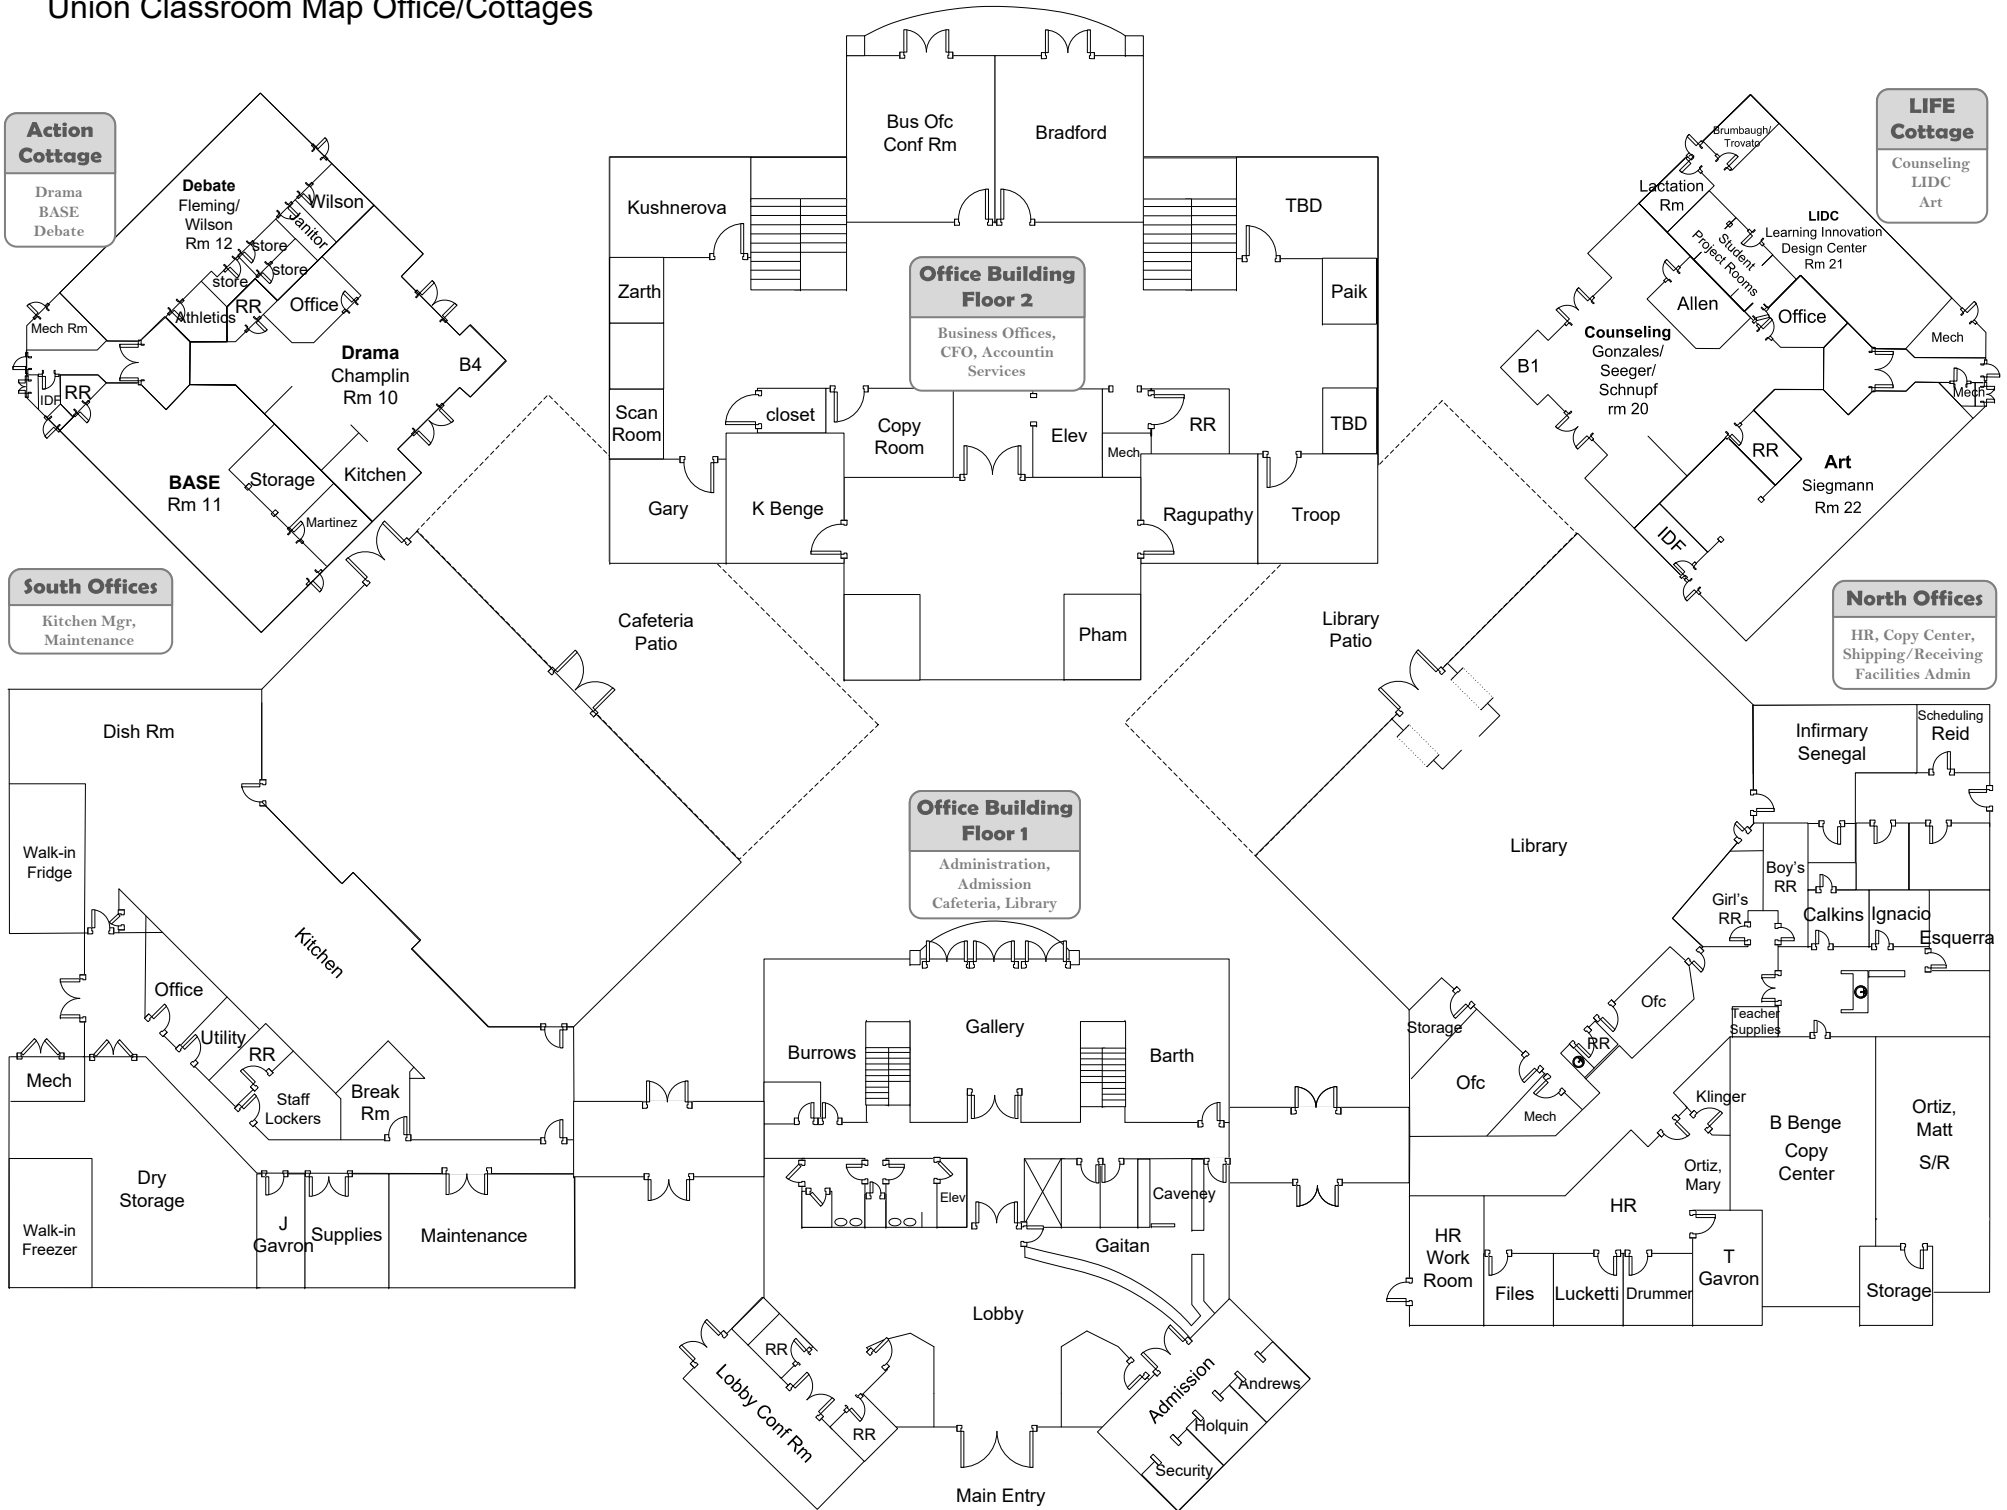 Union Classroom Map Office/Cottages
Action
Cottage
Drama
BASE
Debate
Debate
Fleming/
Wilson
Rm 12
Wilson
Janitor
store
store
store
Athletics
RR
Office
Mech Rm
IDF
RR
Drama
Champlin
Rm 10
B4
BASE
Rm 11
Storage
Kitchen
Martinez
Bus Ofc
Conf Rm
Bradford
Kushnerova
TBD
Zarth
Paik
Office Building
Floor 2
Business Offices,
CFO, Accountin
Services
Scan
Room
closet
Copy
Room
Elev
Mech
RR
TBD
Gary
K Benge
Ragupathy
Troop
Pham
LIFE
Cottage
Counseling
LIDC
Art
Brumbaugh/
Trovato
Lactation
Rm
LIDC
Learning Innovation
Design Center
Rm 21
Student
Project Rooms
Allen
Office
Mech
Mech
Counseling
Gonzales/
Seeger/
Schnupf
rm 20
B1
RR
Art
Siegmann
Rm 22
IDF
South Offices
Kitchen Mgr,
Maintenance
Cafeteria
Patio
Library
Patio
North Offices
HR, Copy Center,
Shipping/Receiving
Facilities Admin
Dish Rm
Walk-in
Fridge
Kitchen
Office
Utility
RR
Staff
Lockers
Break
Rm
Mech
Dry
Storage
Walk-in
Freezer
J
Gavron
Supplies
Maintenance
Office Building
Floor 1
Administration,
Admission
Cafeteria, Library
Gallery
Burrows
Barth
Elev
Caveney
Gaitan
Lobby
RR
Lobby Conf Rm
RR
Admission
Andrews
Holquin
Security
Main Entry
Library
Infirmary
Senegal
Scheduling
Reid
Boy's
RR
Girl's
RR
Calkins
Ignacio
Esquerra
Ofc
Teacher
Supplies
Storage
RR
Ofc
Mech
Klinger
B Benge
Copy
Center
Ortiz,
Matt
S/R
Ortiz,
Mary
HR
HR
Work
Room
Files
Lucketti
Drummer
T
Gavron
Storage